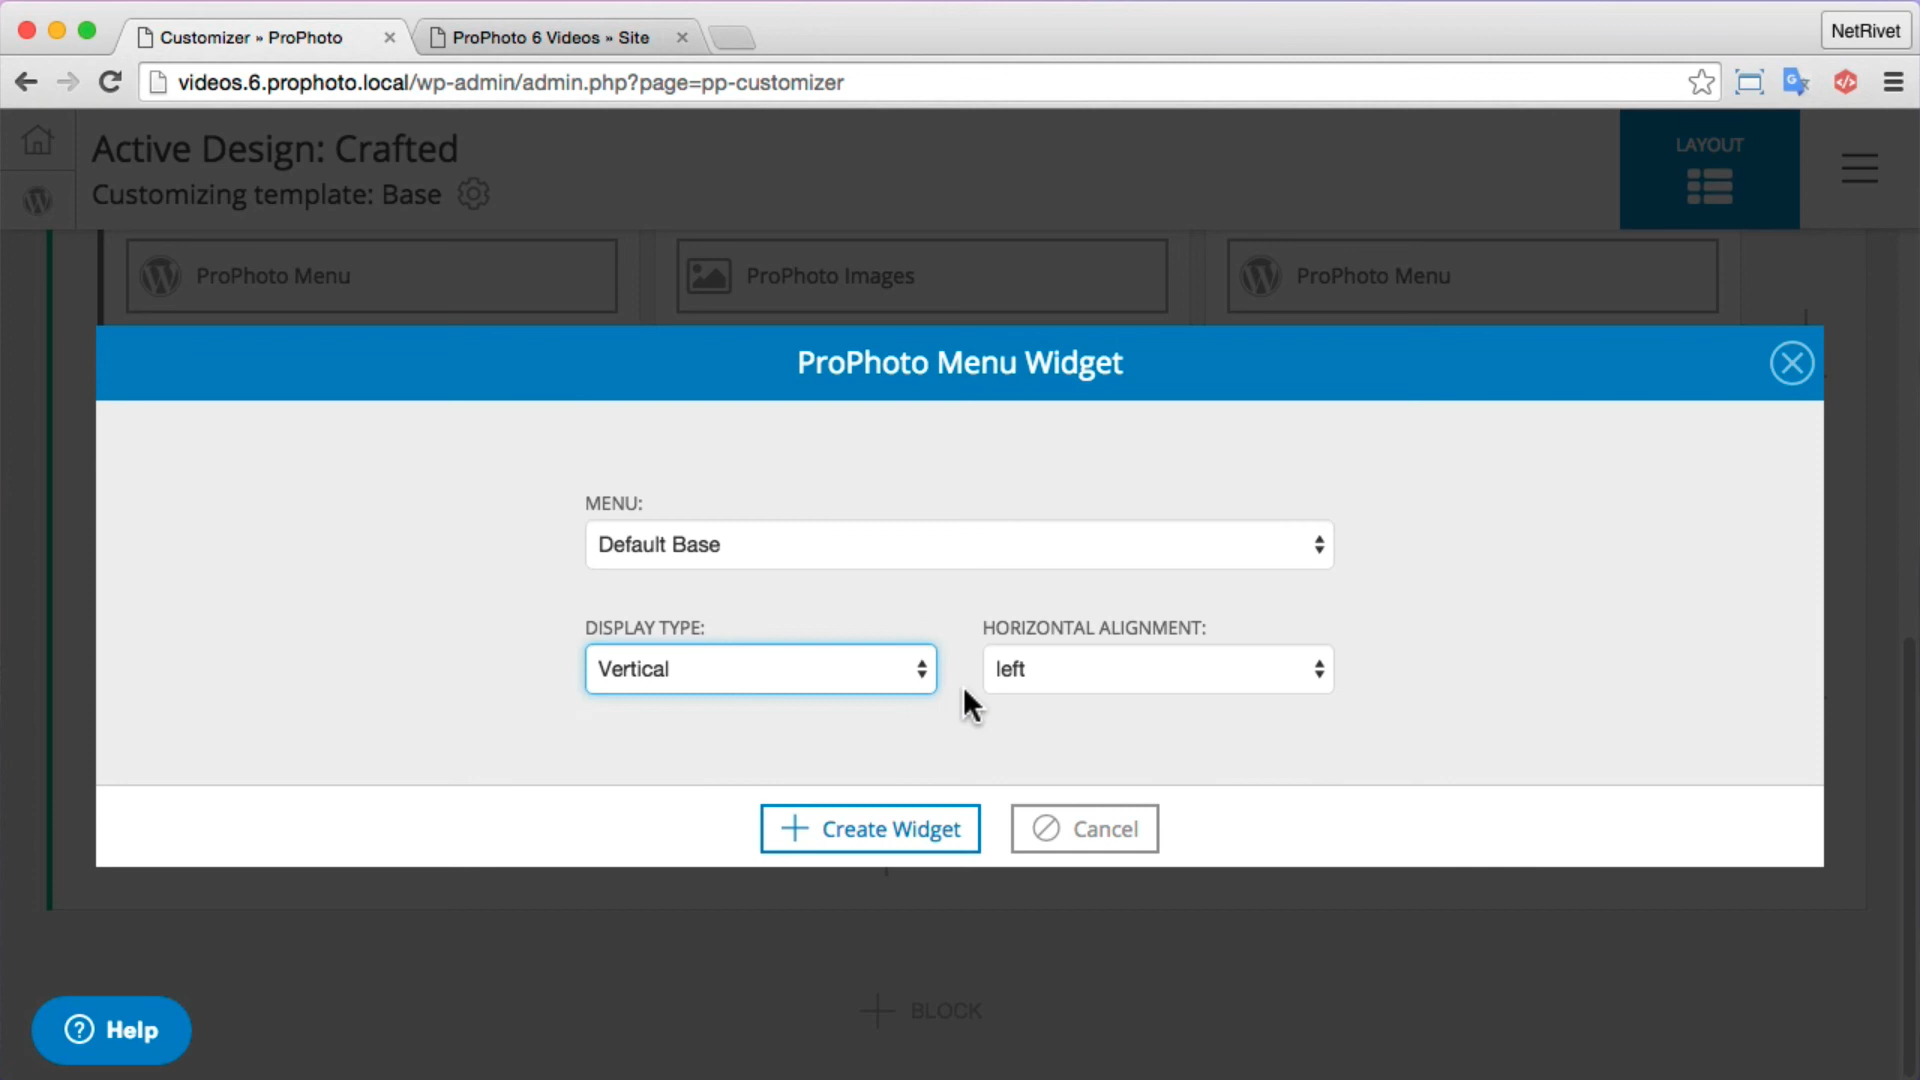 Customizer » ProPhoto
ProPhoto 6 Videos » Site
NetRivet
videos.6.prophoto.local/wp-admin/admin.php?page=pp-customizer
Active Design: Crafted
Customizing template: Base
LAYOUT
ProPhoto Menu
ProPhoto Images
ProPhoto Menu
ProPhoto Menu Widget
MENU:
Default Base
DISPLAY TYPE:
HORIZONTAL ALIGNMENT:
Vertical
left
Create Widget
Cancel
BLOCK
Help